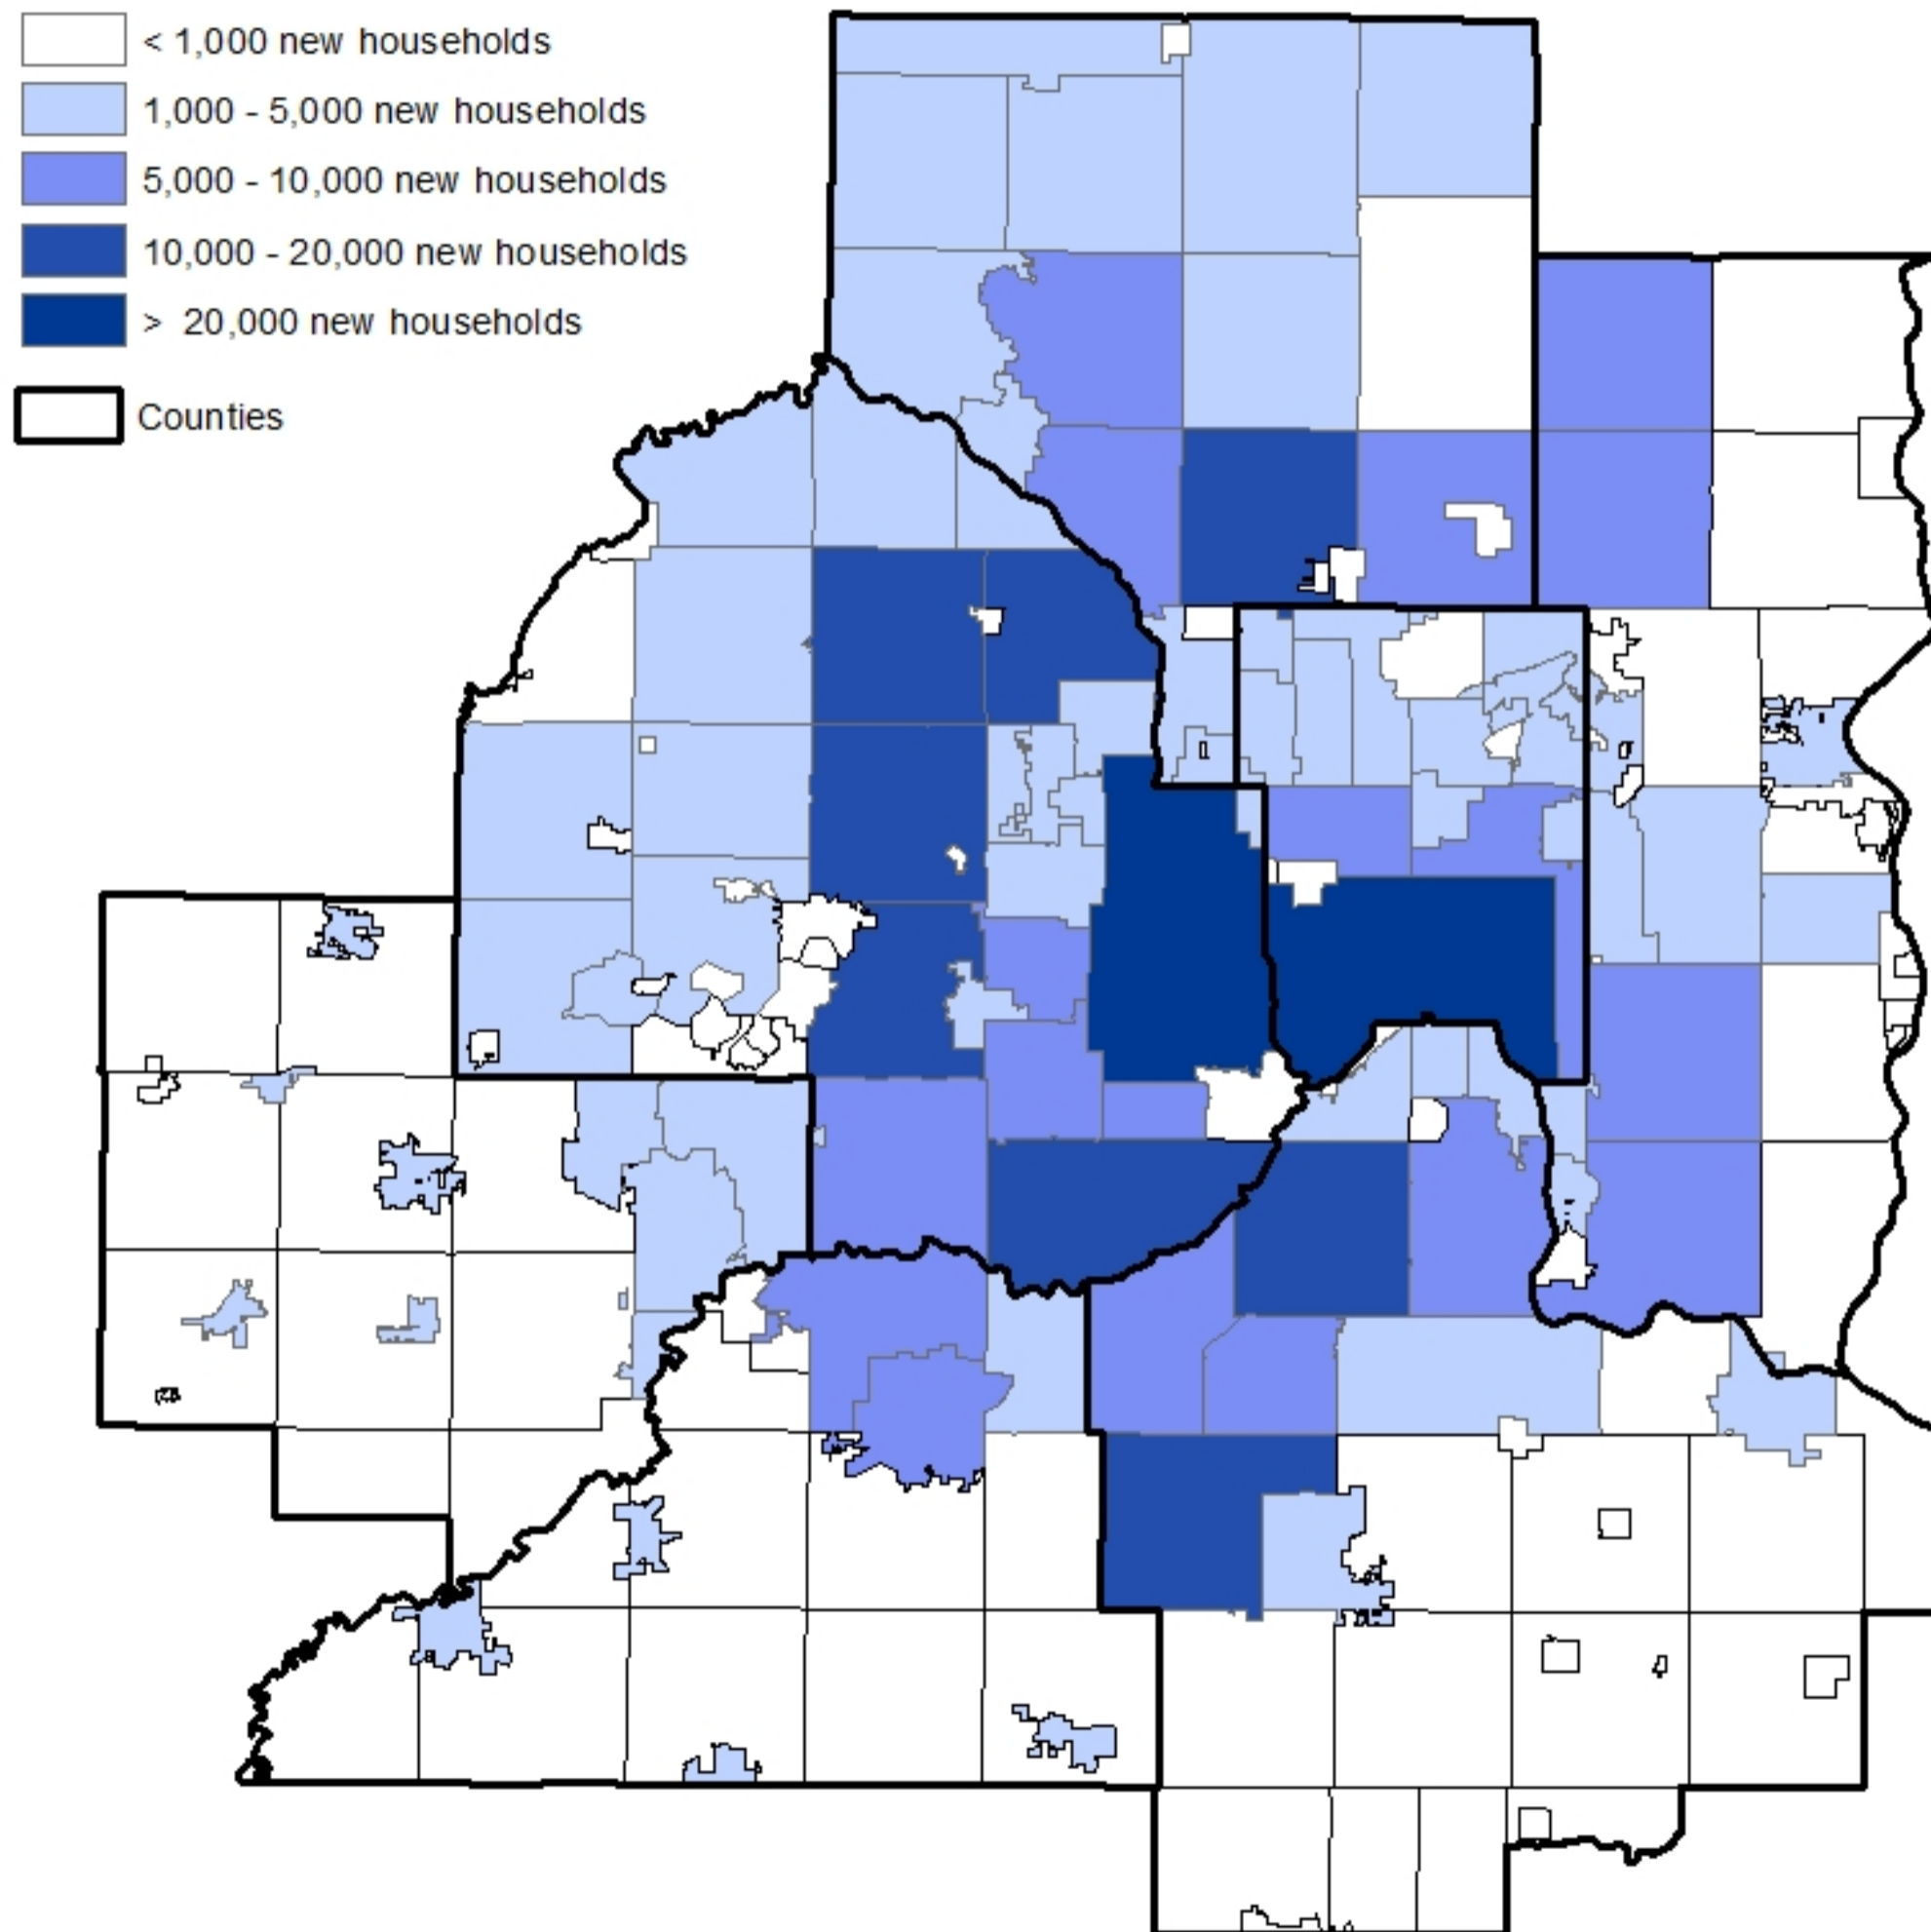 < 1,000 new households
1,000 - 5,000 new households
5,000 - 10,000 new households
10,000 - 20,000 new households
> 20,000 new households
Counties